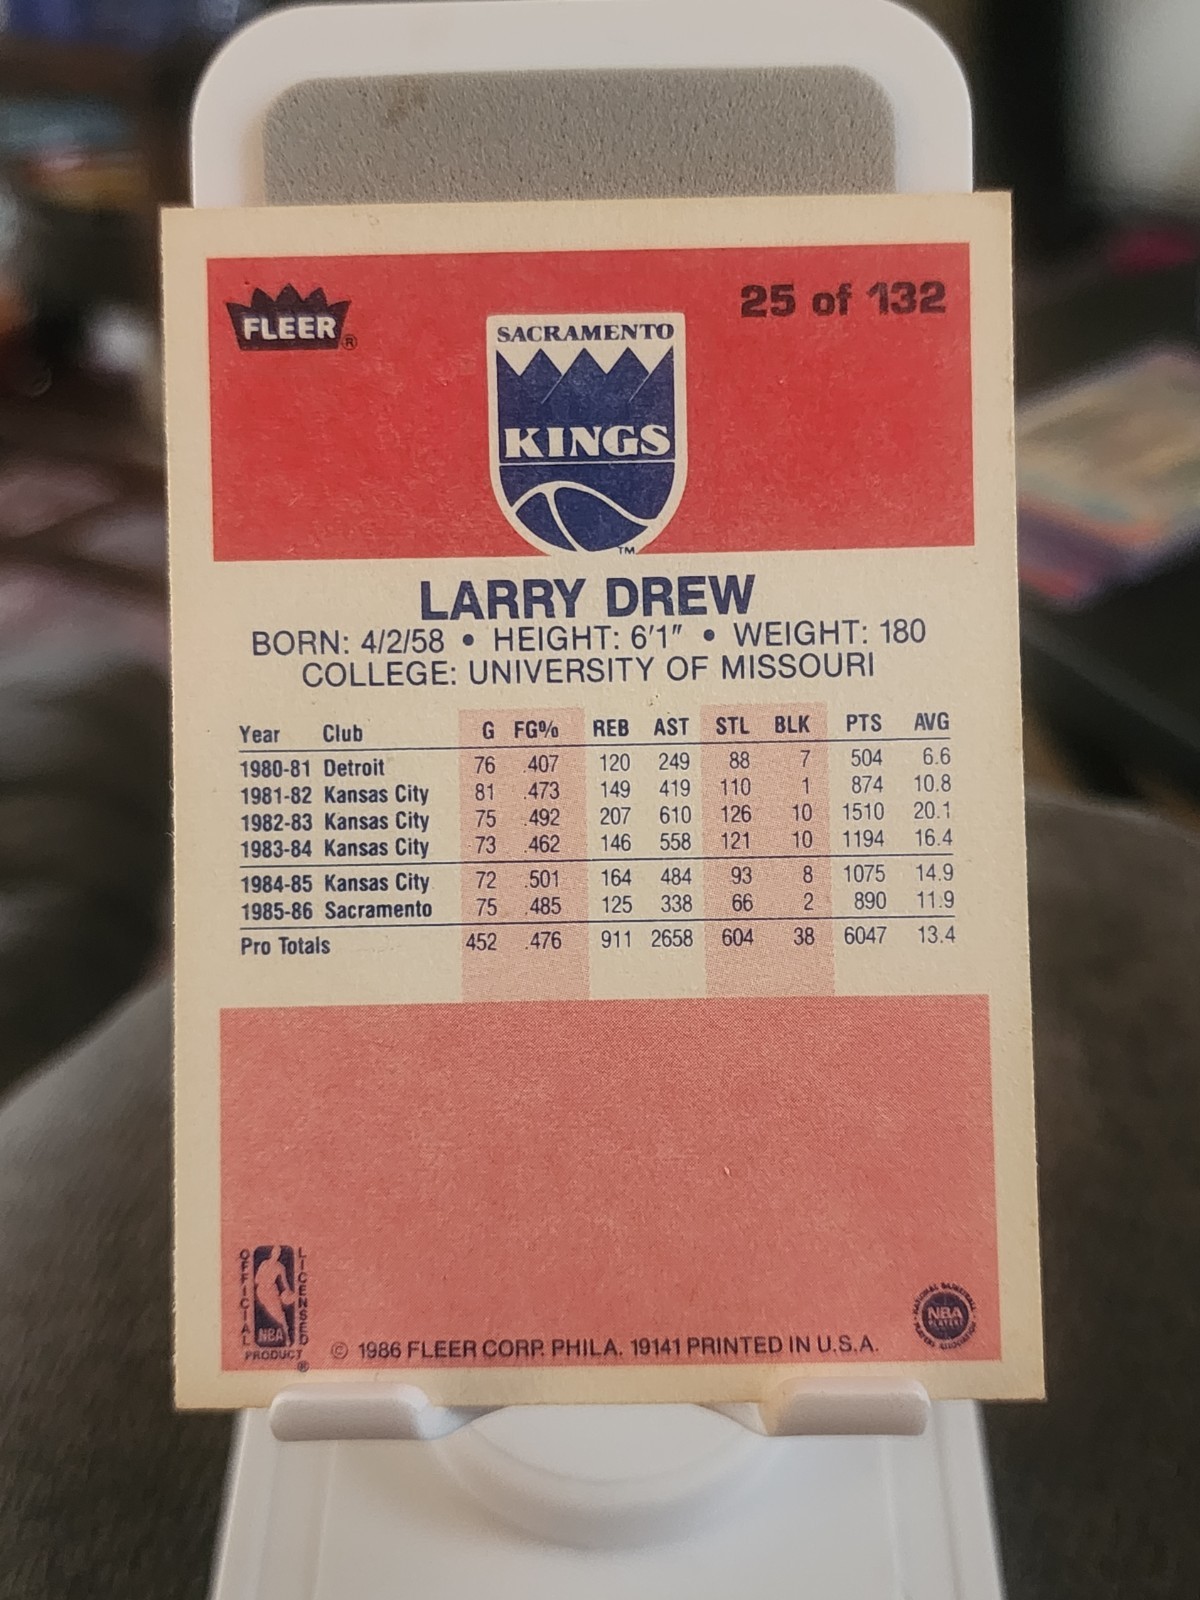 FLEER®
25 of 132
SACRAMENTO
KINGS
TM
LARRY DREW
BORN: 4/2/58 • HEIGHT: 6'1" • WEIGHT: 180
COLLEGE: UNIVERSITY OF MISSOURI
Year Club G FG% REB AST STL BLK PTS AVG
1980-81 Detroit 76 .407 120 249 88 7 504 6.6
1981-82 Kansas City 81 .473 149 419 110 1 874 10.8
1982-83 Kansas City 75 .492 207 610 126 10 1510 20.1
1983-84 Kansas City 73 .462 146 558 121 10 1194 16.4
1984-85 Kansas City 72 .501 164 484 93 8 1075 14.9
1985-86 Sacramento 75 .485 125 338 66 2 890 11.9
Pro Totals 452 .476 911 2658 604 38 6047 13.4
OFFICIAL
LICENSED
NBA
PRODUCT
®
© 1986 FLEER CORP. PHILA. 19141 PRINTED IN U.S.A.
NATIONAL BASKETBALL
NBA
PLAYERS
PLAYERS ASSOCIATION